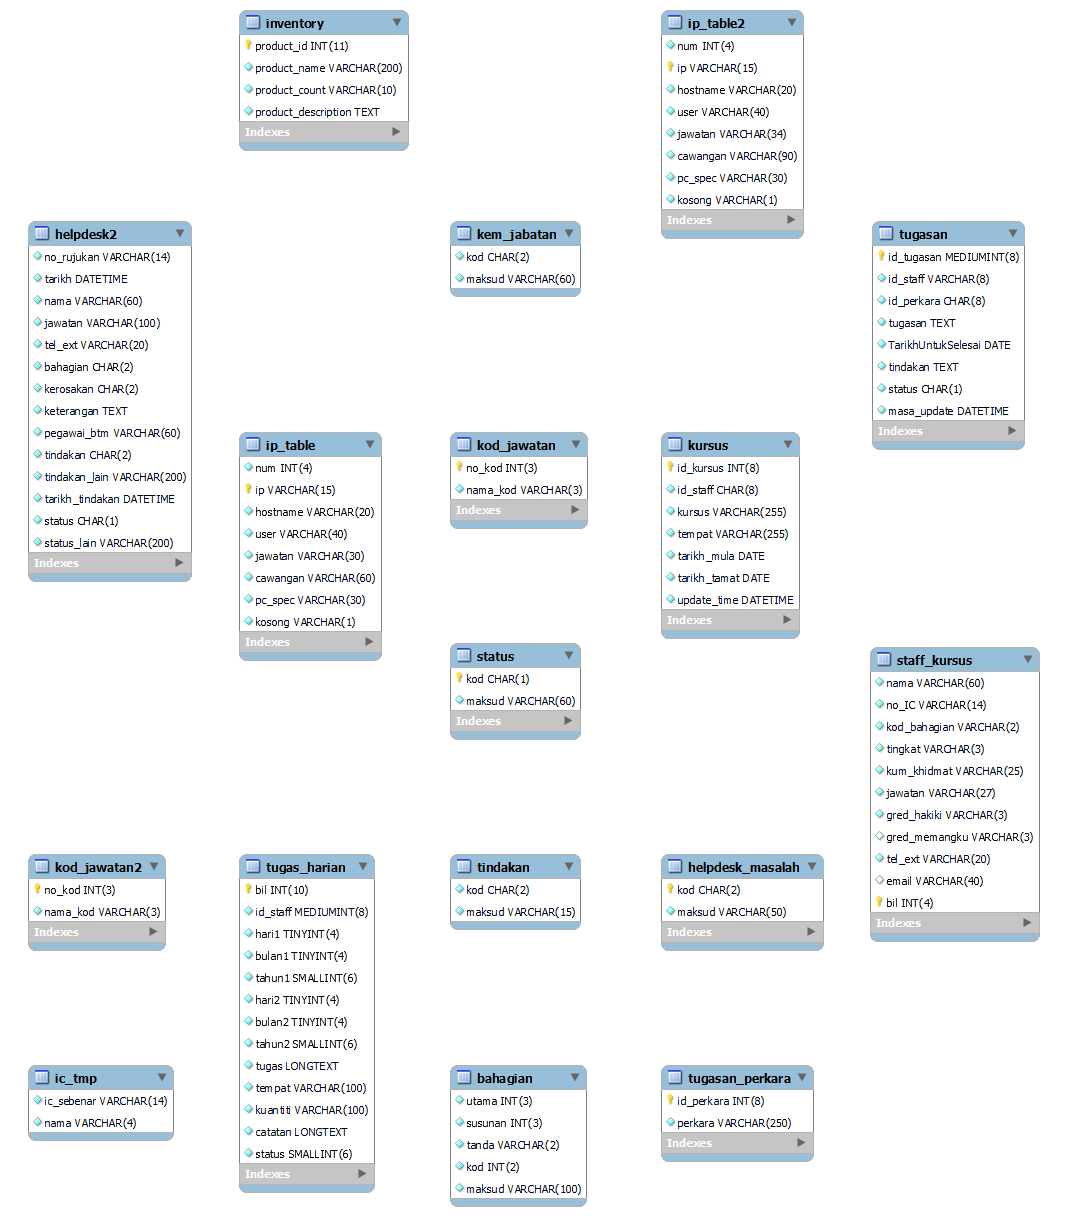 inventory
product_id INT(11)
product_name VARCHAR(200)
product_count VARCHAR(10)
product_description TEXT
Indexes
ip_table2
num INT(4)
ip VARCHAR(15)
hostname VARCHAR(20)
user VARCHAR(40)
jawatan VARCHAR(34)
cawangan VARCHAR(90)
pc_spec VARCHAR(30)
kosong VARCHAR(1)
Indexes
helpdesk2
no_rujukan VARCHAR(14)
tarikh DATETIME
nama VARCHAR(60)
jawatan VARCHAR(100)
tel_ext VARCHAR(20)
bahagian CHAR(2)
kerosakan CHAR(2)
keterangan TEXT
pegawai_btm VARCHAR(60)
tindakan CHAR(2)
tindakan_lain VARCHAR(200)
tarikh_tindakan DATETIME
status CHAR(1)
status_lain VARCHAR(200)
Indexes
kem_jabatan
kod CHAR(2)
maksud VARCHAR(60)
tugasan
id_tugasan MEDIUMINT(8)
id_staff VARCHAR(8)
id_perkara CHAR(8)
tugasan TEXT
TarikhUntukSelesai DATE
tindakan TEXT
status CHAR(1)
masa_update DATETIME
Indexes
ip_table
num INT(4)
ip VARCHAR(15)
hostname VARCHAR(20)
user VARCHAR(40)
jawatan VARCHAR(30)
cawangan VARCHAR(60)
pc_spec VARCHAR(30)
kosong VARCHAR(1)
Indexes
kod_jawatan
no_kod INT(3)
nama_kod VARCHAR(3)
Indexes
kursus
id_kursus INT(8)
id_staff CHAR(8)
kursus VARCHAR(255)
tempat VARCHAR(255)
tarikh_mula DATE
tarikh_tamat DATE
update_time DATETIME
Indexes
status
kod CHAR(1)
maksud VARCHAR(60)
Indexes
staff_kursus
nama VARCHAR(60)
no_IC VARCHAR(14)
kod_bahagian VARCHAR(2)
tingkat VARCHAR(3)
kum_khidmat VARCHAR(25)
jawatan VARCHAR(27)
gred_hakiki VARCHAR(3)
gred_memangku VARCHAR(3)
tel_ext VARCHAR(20)
email VARCHAR(40)
bil INT(4)
Indexes
kod_jawatan2
no_kod INT(3)
nama_kod VARCHAR(3)
Indexes
tugas_harian
bil INT(10)
id_staff MEDIUMINT(8)
hari1 TINYINT(4)
bulan1 TINYINT(4)
tahun1 SMALLINT(6)
hari2 TINYINT(4)
bulan2 TINYINT(4)
tahun2 SMALLINT(6)
tugas LONGTEXT
tempat VARCHAR(100)
kuantiti VARCHAR(100)
catatan LONGTEXT
status SMALLINT(6)
Indexes
tindakan
kod CHAR(2)
maksud VARCHAR(15)
helpdesk_masalah
kod CHAR(2)
maksud VARCHAR(50)
Indexes
ic_tmp
ic_sebenar VARCHAR(14)
nama VARCHAR(4)
bahagian
utama INT(3)
susunan INT(3)
tanda VARCHAR(2)
kod INT(2)
maksud VARCHAR(100)
tugasan_perkara
id_perkara INT(8)
perkara VARCHAR(250)
Indexes